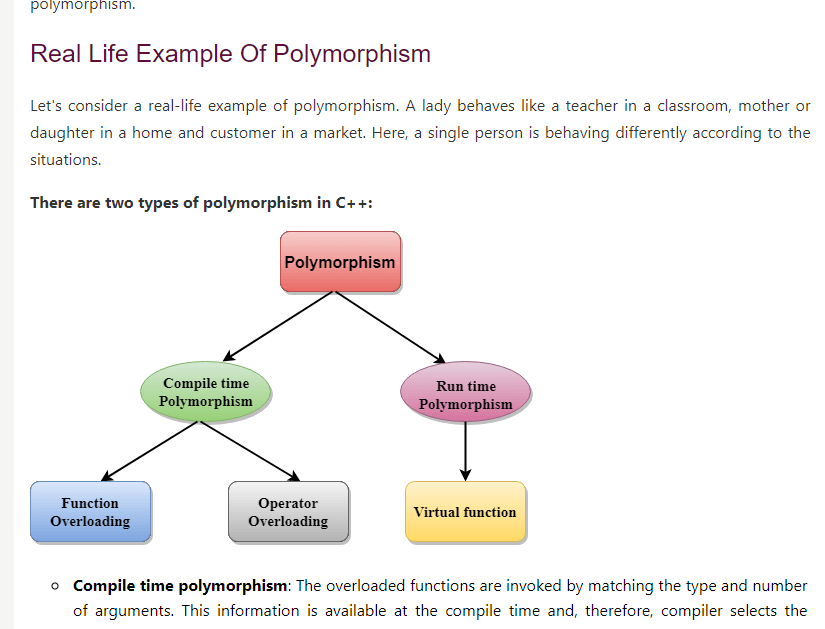 polymorphism.
Real Life Example Of Polymorphism
Let's consider a real-life example of polymorphism. A lady behaves like a teacher in a classroom, mother or
daughter in a home and customer in a market. Here, a single person is behaving differently according to the
situations.
There are two types of polymorphism in C++:
Polymorphism
Compile time
Polymorphism
Run time
Polymorphism
Function
Overloading
Operator
Overloading
Virtual function
Compile time polymorphism: The overloaded functions are invoked by matching the type and number
of arguments. This information is available at the compile time and, therefore, compiler selects the